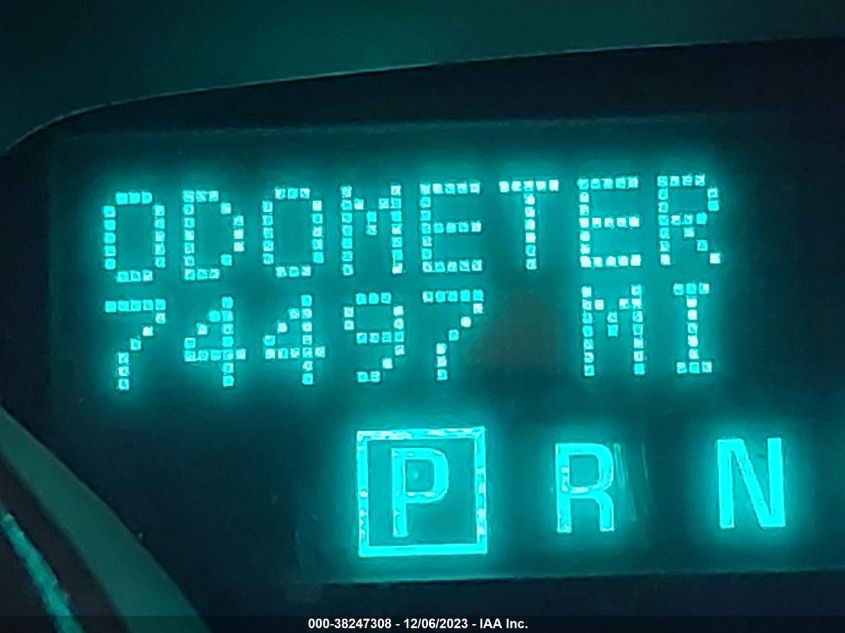 ODOMETER
74497 MI
P R N
000-38247308 - 12/06/2023 - IAA Inc.